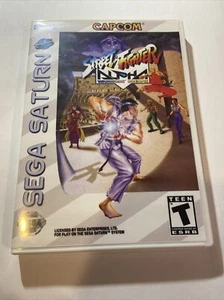 CAPCOM
SEGA SATURN
STREET FIGHTER
ALPHA
TEEN
T
ESRB
LICENSED BY SEGA ENTERPRISES, LTD.
FOR PLAY ON THE SEGA SATURN SYSTEM